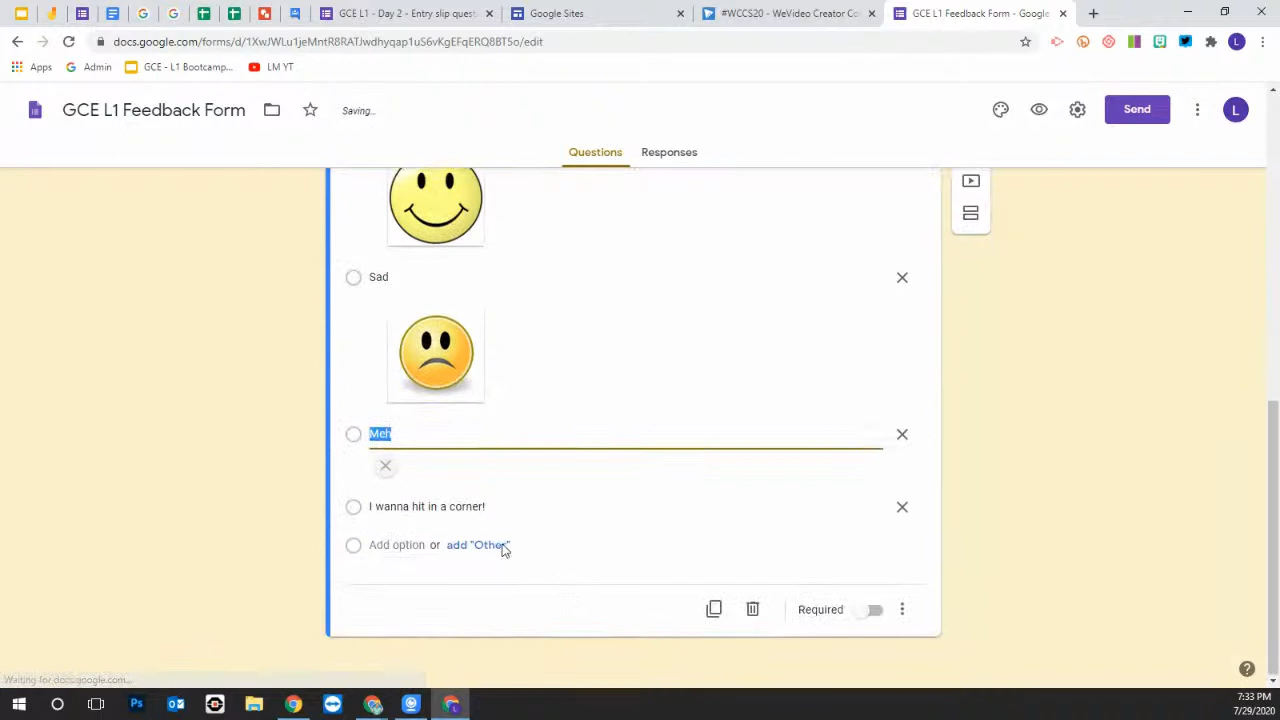 GCE L1 - Day 2 - Entry slip quest
Google Sites
#WCCS20 - WeVideo Creator Co
GCE L1 Feedback Form - Google
docs.google.com/forms/d/1XwJWLu1jeMntR8RATJwdhyqap1uS6vKgEFqERQ8BT5o/edit
L
Apps
Admin
GCE - L1 Bootcamp...
LM YT
GCE L1 Feedback Form
Saving...
Send
L
Questions
Responses
Sad
Meh
I wanna hit in a corner!
Add option or add "Other"
Required
Waiting for docs.google.com...
7:33 PM
7/29/2020